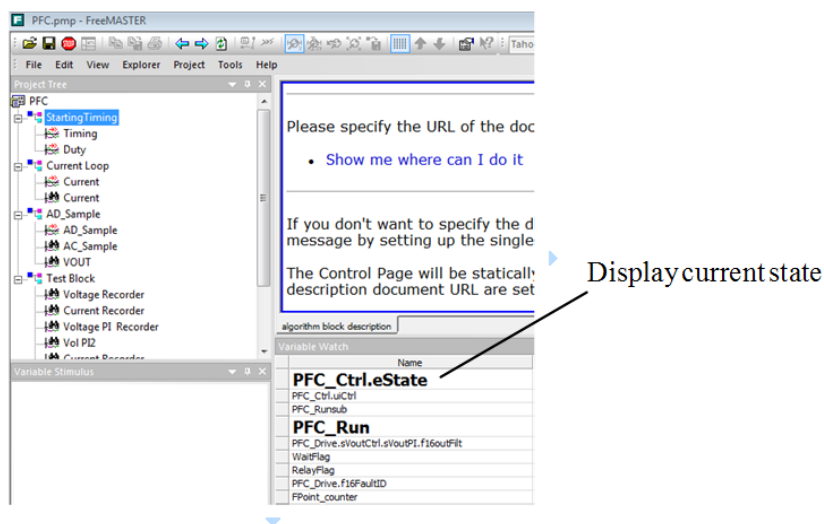 PFC.pmp - FreeMASTER
Taho
File Edit View Explorer Project Tools Help
Project Tree
PFC
StartingTiming
Timing
Duty
Current Loop
Current
Current
AD_Sample
AD_Sample
AC_Sample
VOUT
Test Block
Voltage Recorder
Current Recorder
Voltage PI Recorder
Vol PI2
Current Recorder
Variable Stimulus
Please specify the URL of the doc
• Show me where can I do it
If you don't want to specify the d
message by setting up the single
The Control Page will be statically
description document URL are set
algorithm block description
Variable Watch
Name
PFC_Ctrl.eState
PFC_Ctrl.uiCtrl
PFC_Runsub
PFC_Run
PFC_Drive.sVoutCtrl.sVoutPI.f16outFilt
WaitFlag
RelayFlag
PFC_Drive.f16FaultID
FPoint_counter
Display current state